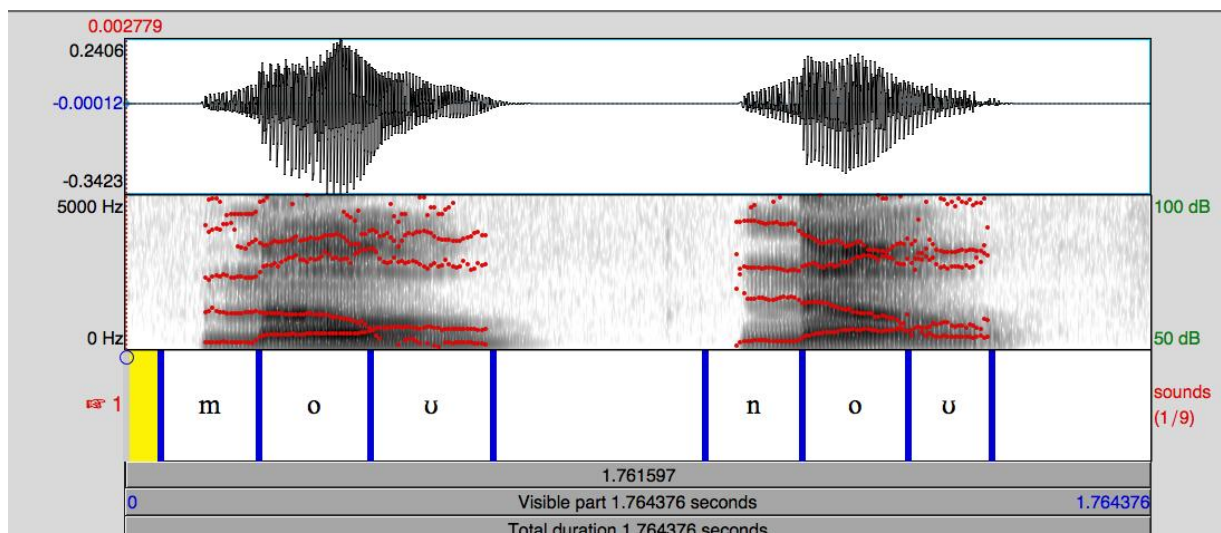 0.002779
0.2406
-0.00012
-0.3423
5000 Hz 100 dB
0 Hz 50 dB
☞ 1 m o ʊ n o ʊ sounds
(1/9)
1.761597
0 Visible part 1.764376 seconds 1.764376
Total duration 1.764376 seconds